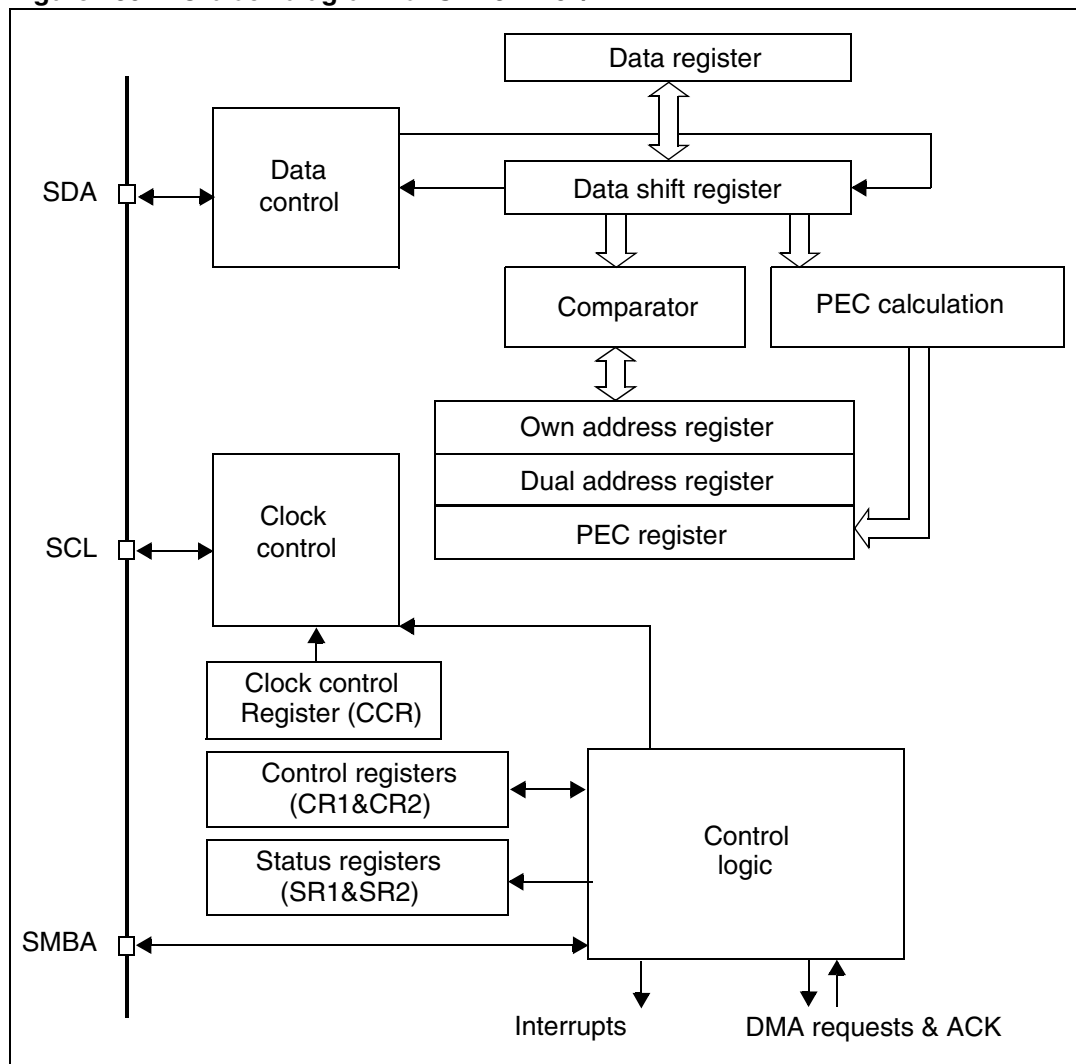 Data register
Data
control
SDA
Data shift register
Comparator
PEC calculation
Own address register
Dual address register
PEC register
Clock
control
SCL
Clock control
Register (CCR)
Control registers
(CR1&CR2)
Status registers
(SR1&SR2)
Control
logic
SMBA
Interrupts
DMA requests & ACK